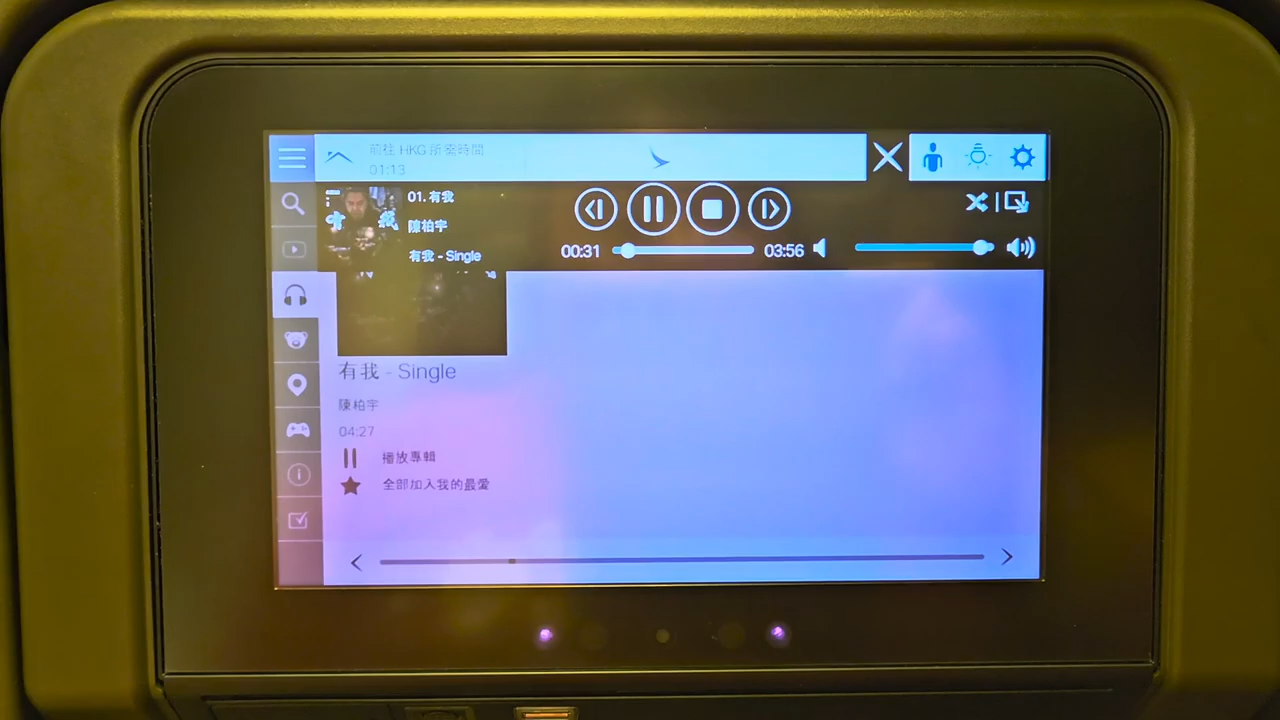 前往 HKG 所需時間
01:13
01. 有我
陳柏宇
有我 - Single
00:31
03:56
有我 - Single
陳柏宇
04:27
播放專輯
全部加入我的最愛